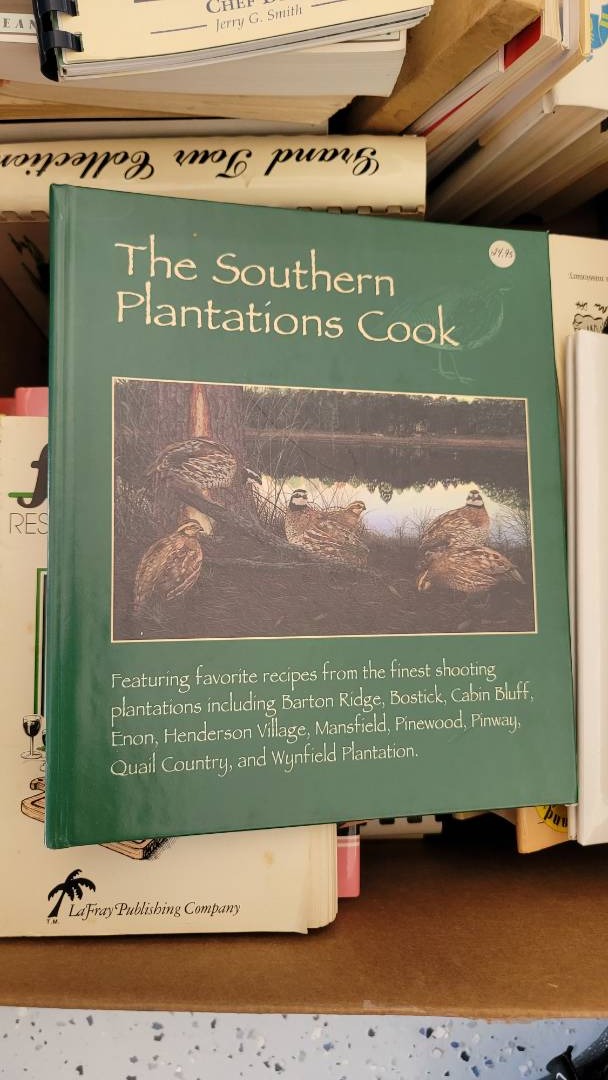 CHEF
Jerry G. Smith
Grand Tour Collection
The Southern
Plantations Cook
24.95
Featuring favorite recipes from the finest shooting
plantations including Barton Ridge, Bostick, Cabin Bluff,
Enon, Henderson Village, Mansfield, Pinewood, Pinway,
Quail Country, and Wynfield Plantation.
RES
T.M. LaFray Publishing Company